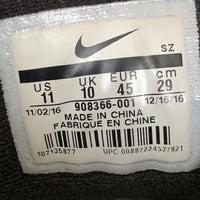 SZ
US UK EUR cm
11 10 45 29
11/02/16 908366-001 12/16/16
MADE IN CHINA
FABRIQUE EN CHINE
107135877 UPC 00887224537921